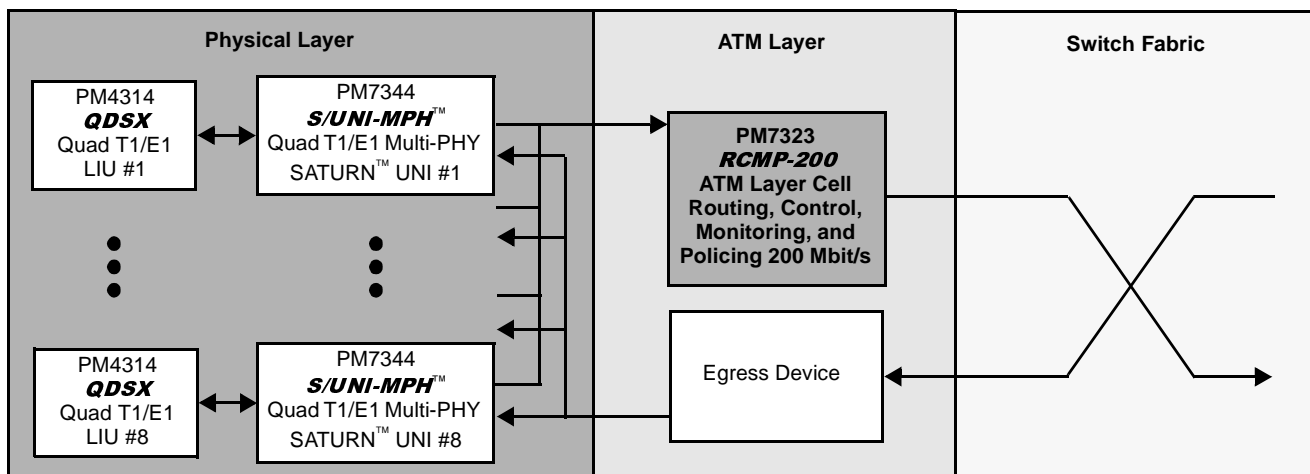 Physical Layer
ATM Layer
Switch Fabric
PM4314
QDSX
Quad T1/E1
LIU #1
PM7344
S/UNI-MPH™
Quad T1/E1 Multi-PHY
SATURN™ UNI #1
PM7323
RCMP-200
ATM Layer Cell
Routing, Control,
Monitoring, and
Policing 200 Mbit/s
PM4314
QDSX
Quad T1/E1
LIU #8
PM7344
S/UNI-MPH™
Quad T1/E1 Multi-PHY
SATURN™ UNI #8
Egress Device